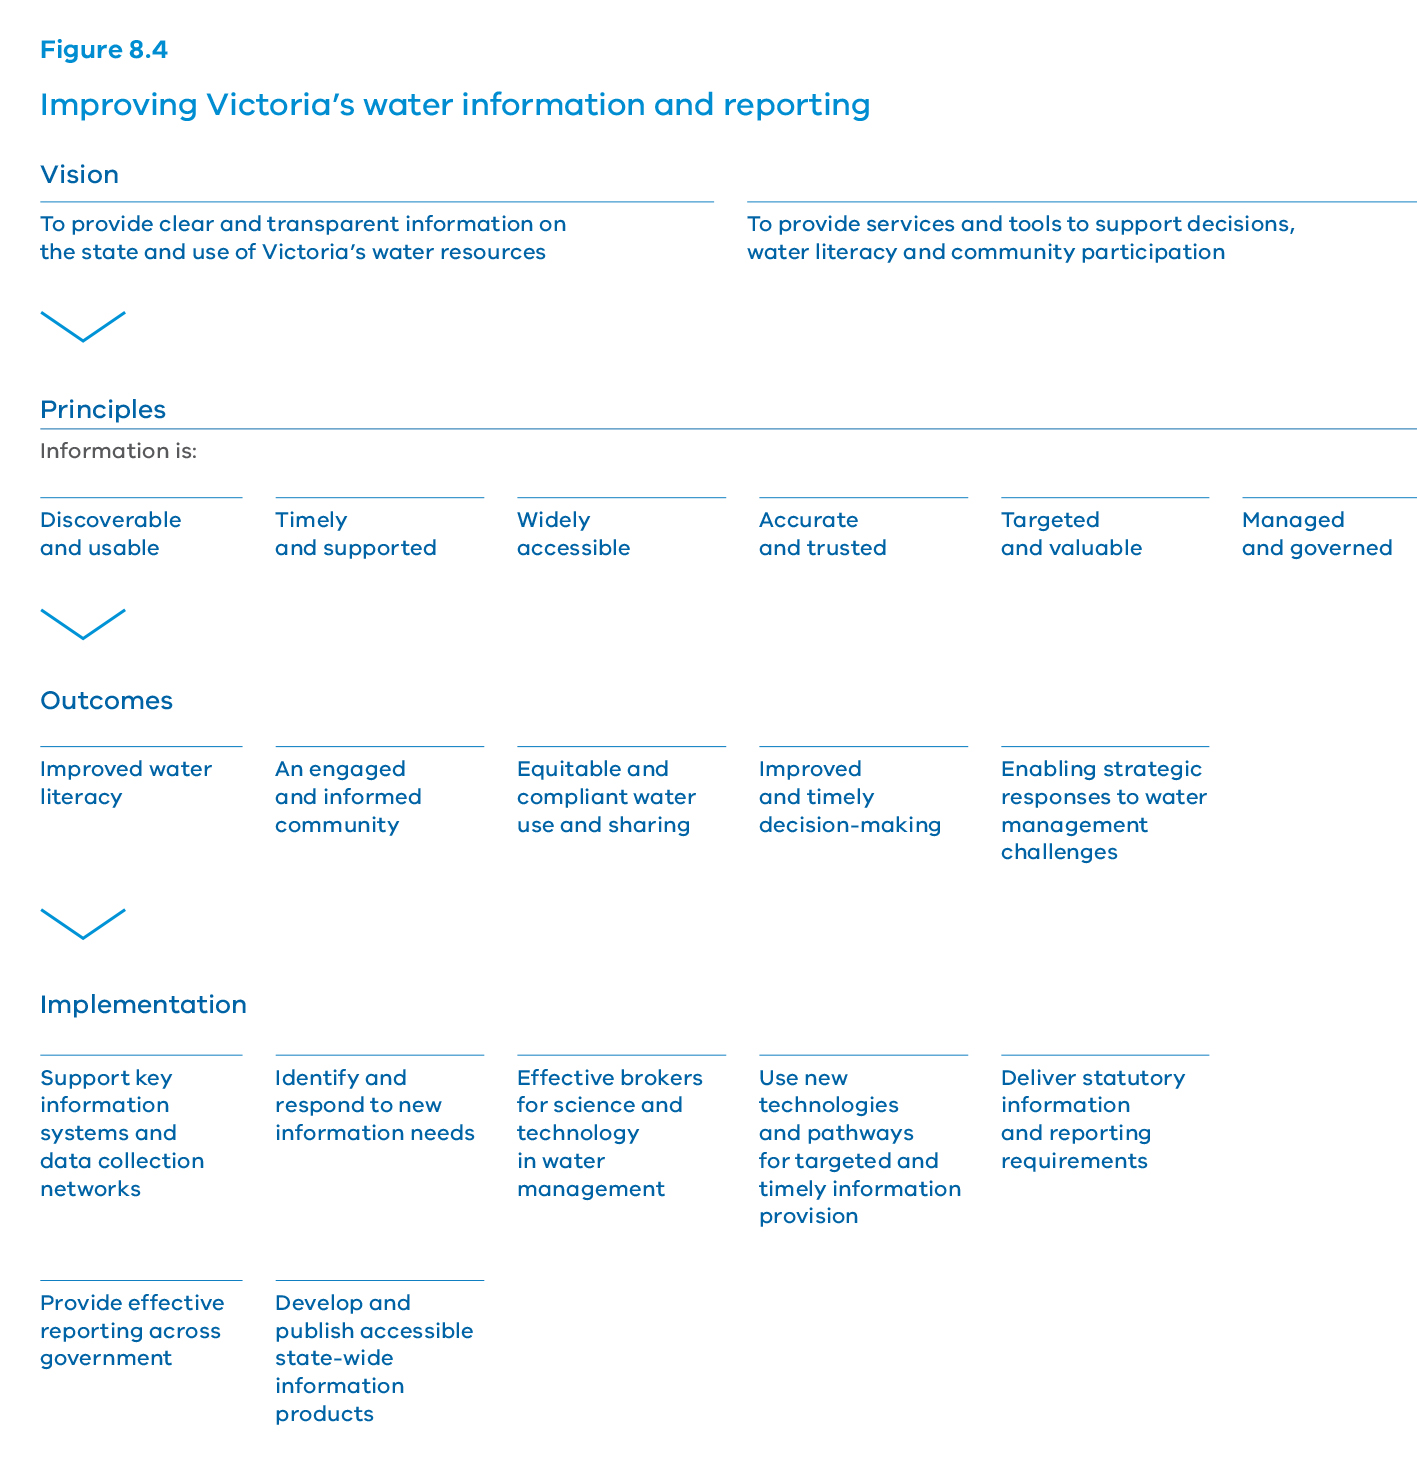 Figure 8.4
Improving Victoria’s water information and reporting
Vision
To provide clear and transparent information on
the state and use of Victoria’s water resources
To provide services and tools to support decisions,
water literacy and community participation
Principles
Information is:
Discoverable
and usable
Timely
and supported
Widely
accessible
Accurate
and trusted
Targeted
and valuable
Managed
and governed
Outcomes
Improved water
literacy
An engaged
and informed
community
Equitable and
compliant water
use and sharing
Improved
and timely
decision-making
Enabling strategic
responses to water
management
challenges
Implementation
Support key
information
systems and
data collection
networks
Identify and
respond to new
information needs
Effective brokers
for science and
technology
in water
management
Use new
technologies
and pathways
for targeted and
timely information
provision
Deliver statutory
information
and reporting
requirements
Provide effective
reporting across
government
Develop and
publish accessible
state-wide
information
products